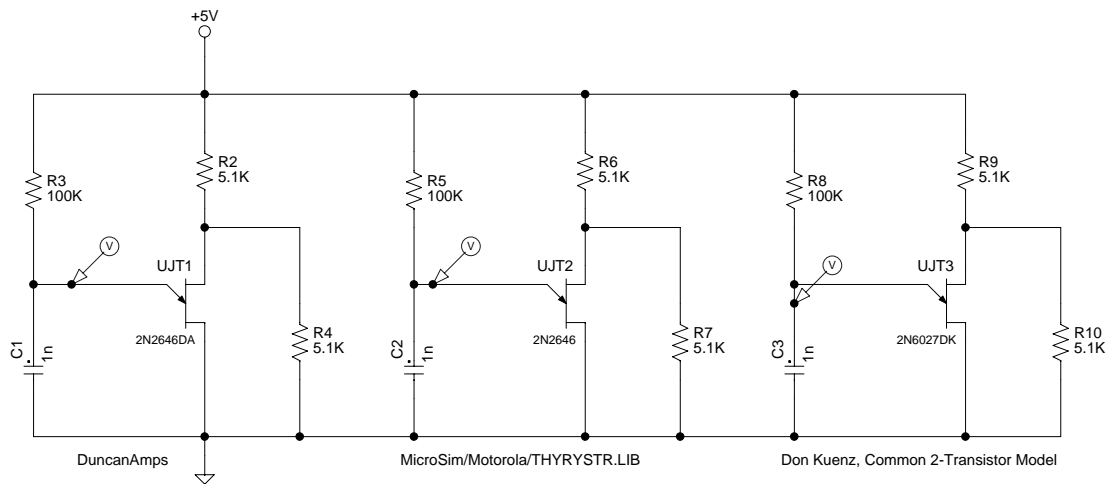 +5V
R3
100K
R2
5.1K
R5
100K
R6
5.1K
R8
100K
R9
5.1K
V
V
V
UJT1
UJT2
UJT3
2N2646DA
2N2646
2N6027DK
C1
1n
R4
5.1K
C2
1n
R7
5.1K
C3
1n
R10
5.1K
DuncanAmps
MicroSim/Motorola/THYRYSTR.LIB
Don Kuenz, Common 2-Transistor Model